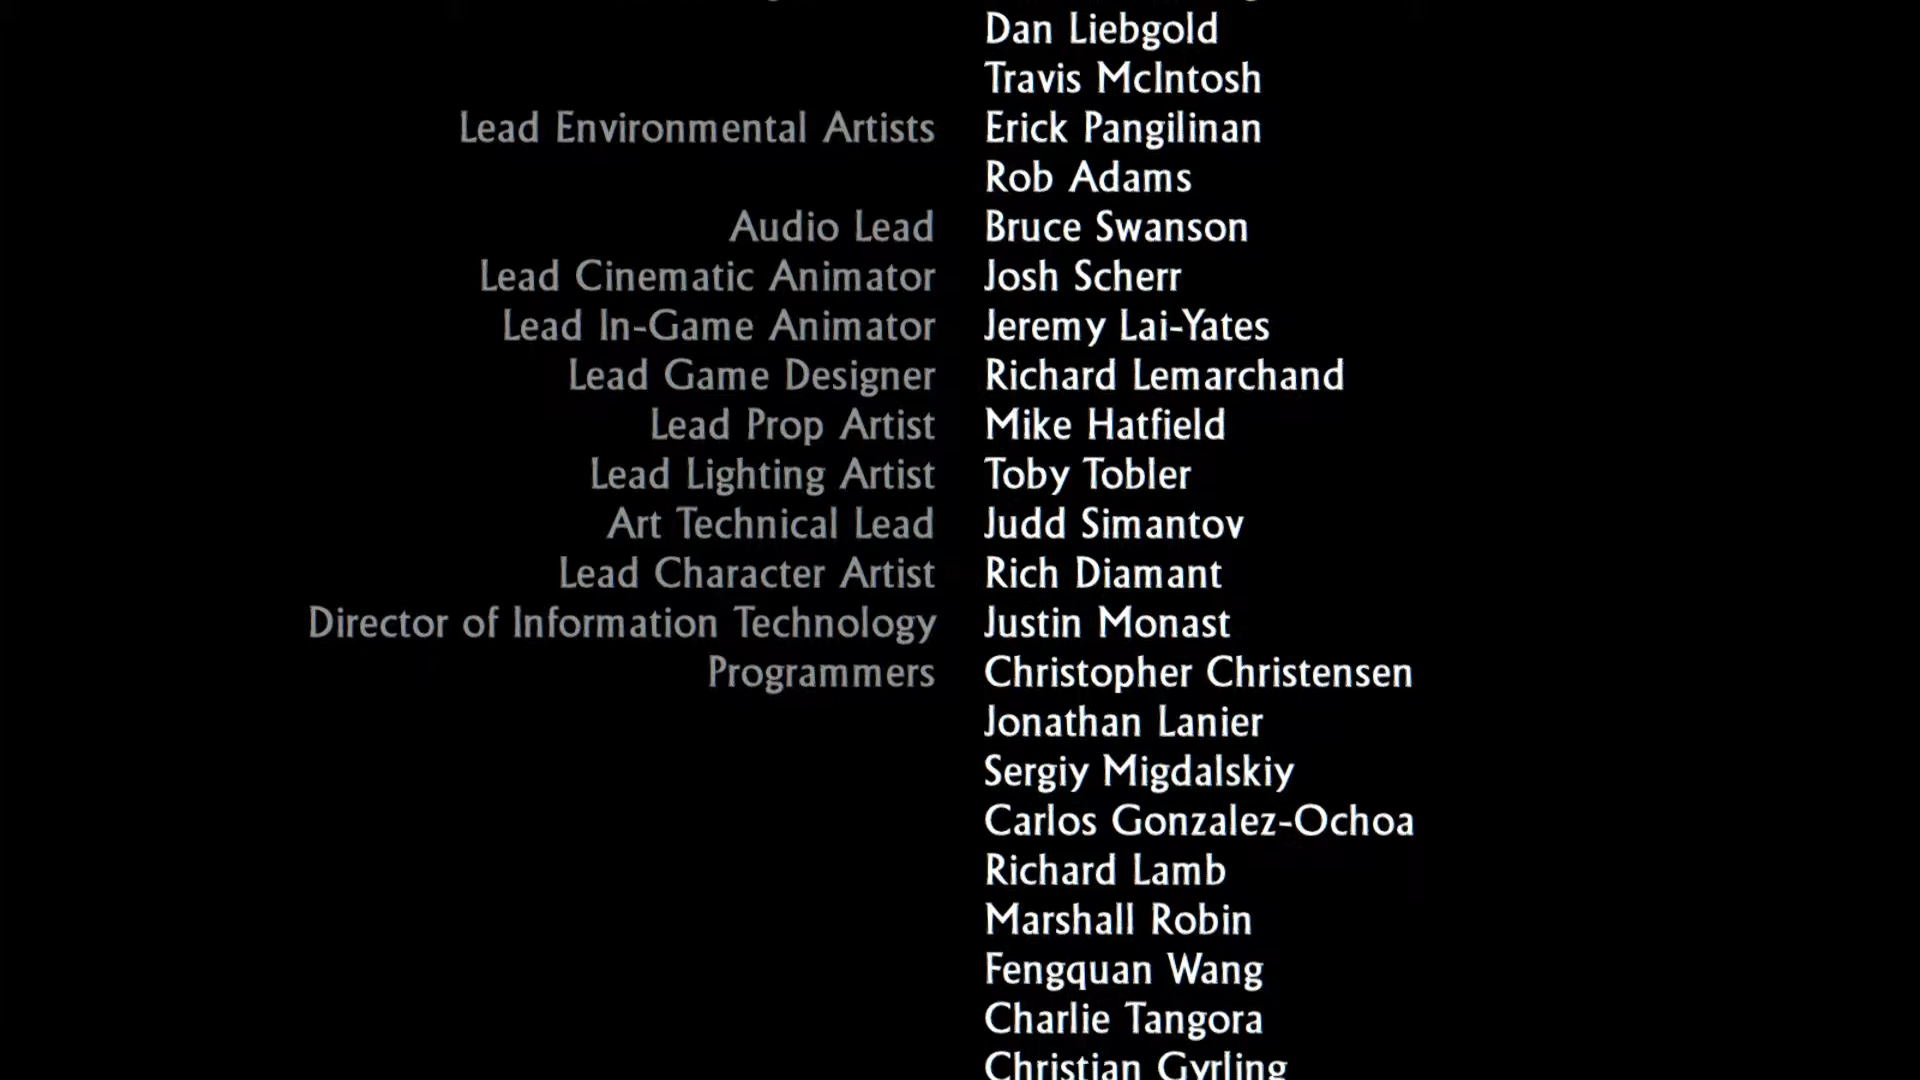 Dan Liebgold
Travis McIntosh
Lead Environmental Artists Erick Pangilinan
Rob Adams
Audio Lead Bruce Swanson
Lead Cinematic Animator Josh Scherr
Lead In-Game Animator Jeremy Lai-Yates
Lead Game Designer Richard Lemarchand
Lead Prop Artist Mike Hatfield
Lead Lighting Artist Toby Tobler
Art Technical Lead Judd Simantov
Lead Character Artist Rich Diamant
Director of Information Technology Justin Monast
Programmers Christopher Christensen
Jonathan Lanier
Sergiy Migdalskiy
Carlos Gonzalez-Ochoa
Richard Lamb
Marshall Robin
Fengquan Wang
Charlie Tangora
Christian Gyrling